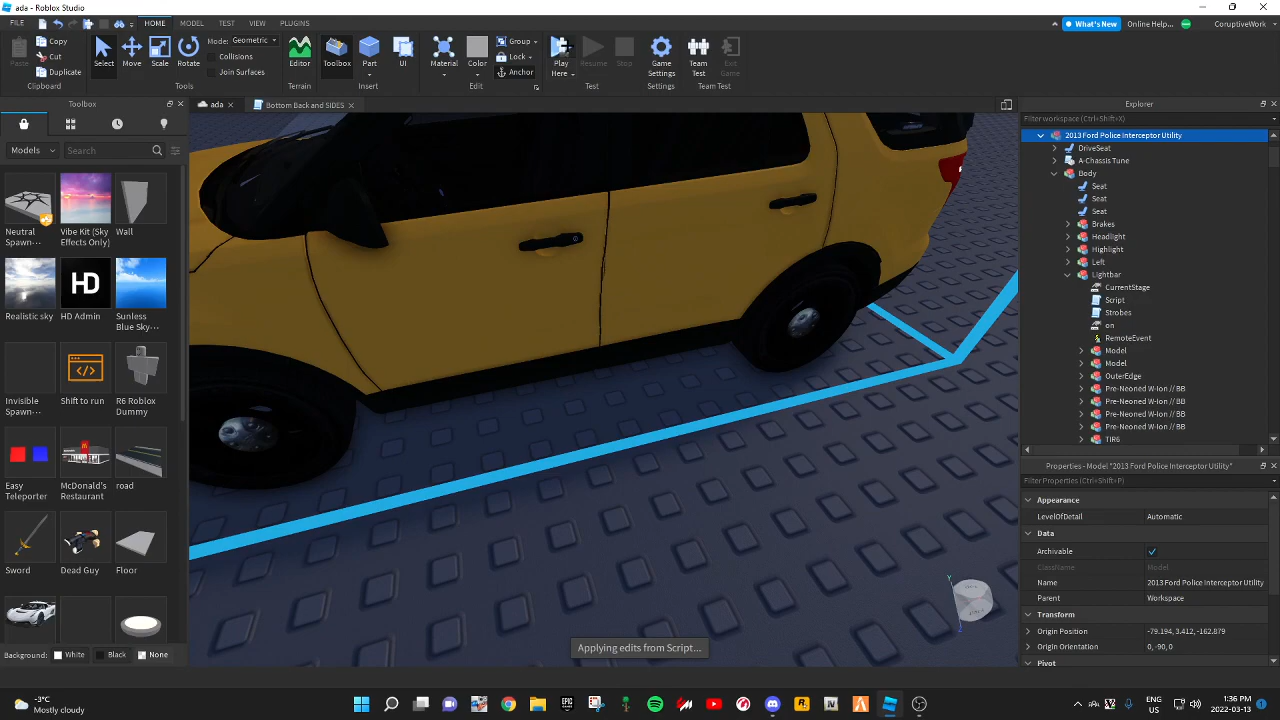 ada - Roblox Studio
FILE
HOME
MODEL
TEST
VIEW
PLUGINS
What's New
Online Help...
CoruptiveWork
Paste
Copy
Cut
Duplicate
Clipboard
Select
Move
Scale
Rotate
Mode: Geometric
Collisions
Join Surfaces
Tools
Editor
Terrain
Toolbox
Part
UI
Insert
Material
Color
Group
Lock
Anchor
Edit
Play
Here
Resume
Stop
Test
Game
Settings
Settings
Team
Test
Exit
Game
Team Test
Toolbox
ada
Bottom Back and SIDES
Models
Search
Neutral
Spawn...
Vibe Kit (Sky
Effects Only)
Wall
Realistic sky
HD
HD Admin
Sunless
Blue Sky...
Invisible
Spawn...
Shift to run
R6 Roblox
Dummy
Easy
Teleporter
McDonald's
Restaurant
road
Sword
Dead Guy
Floor
Background:
White
Black
None
Applying edits from Script...
Explorer
Filter workspace (Ctrl+Shift+X)
2013 Ford Police Interceptor Utility
DriveSeat
A-Chassis Tune
Body
Seat
Seat
Seat
Brakes
Headlight
Highlight
Left
Lightbar
CurrentStage
Script
Strobes
on
RemoteEvent
Model
Model
OuterEdge
Pre-Neoned W-Ion // BB
Pre-Neoned W-Ion // BB
Pre-Neoned W-Ion // BB
Pre-Neoned W-Ion // BB
TIR6
Properties - Model "2013 Ford Police Interceptor Utility"
Filter Properties (Ctrl+Shift+P)
Appearance
LevelOfDetail Automatic
Data
Archivable
ClassName Model
Name 2013 Ford Police Interceptor Utility
Parent Workspace
Transform
Origin Position -79.194, 3.412, -162.879
Origin Orientation 0, -90, 0
Pivot
-3°C
Mostly cloudy
ENG
US
1:36 PM
2022-03-13